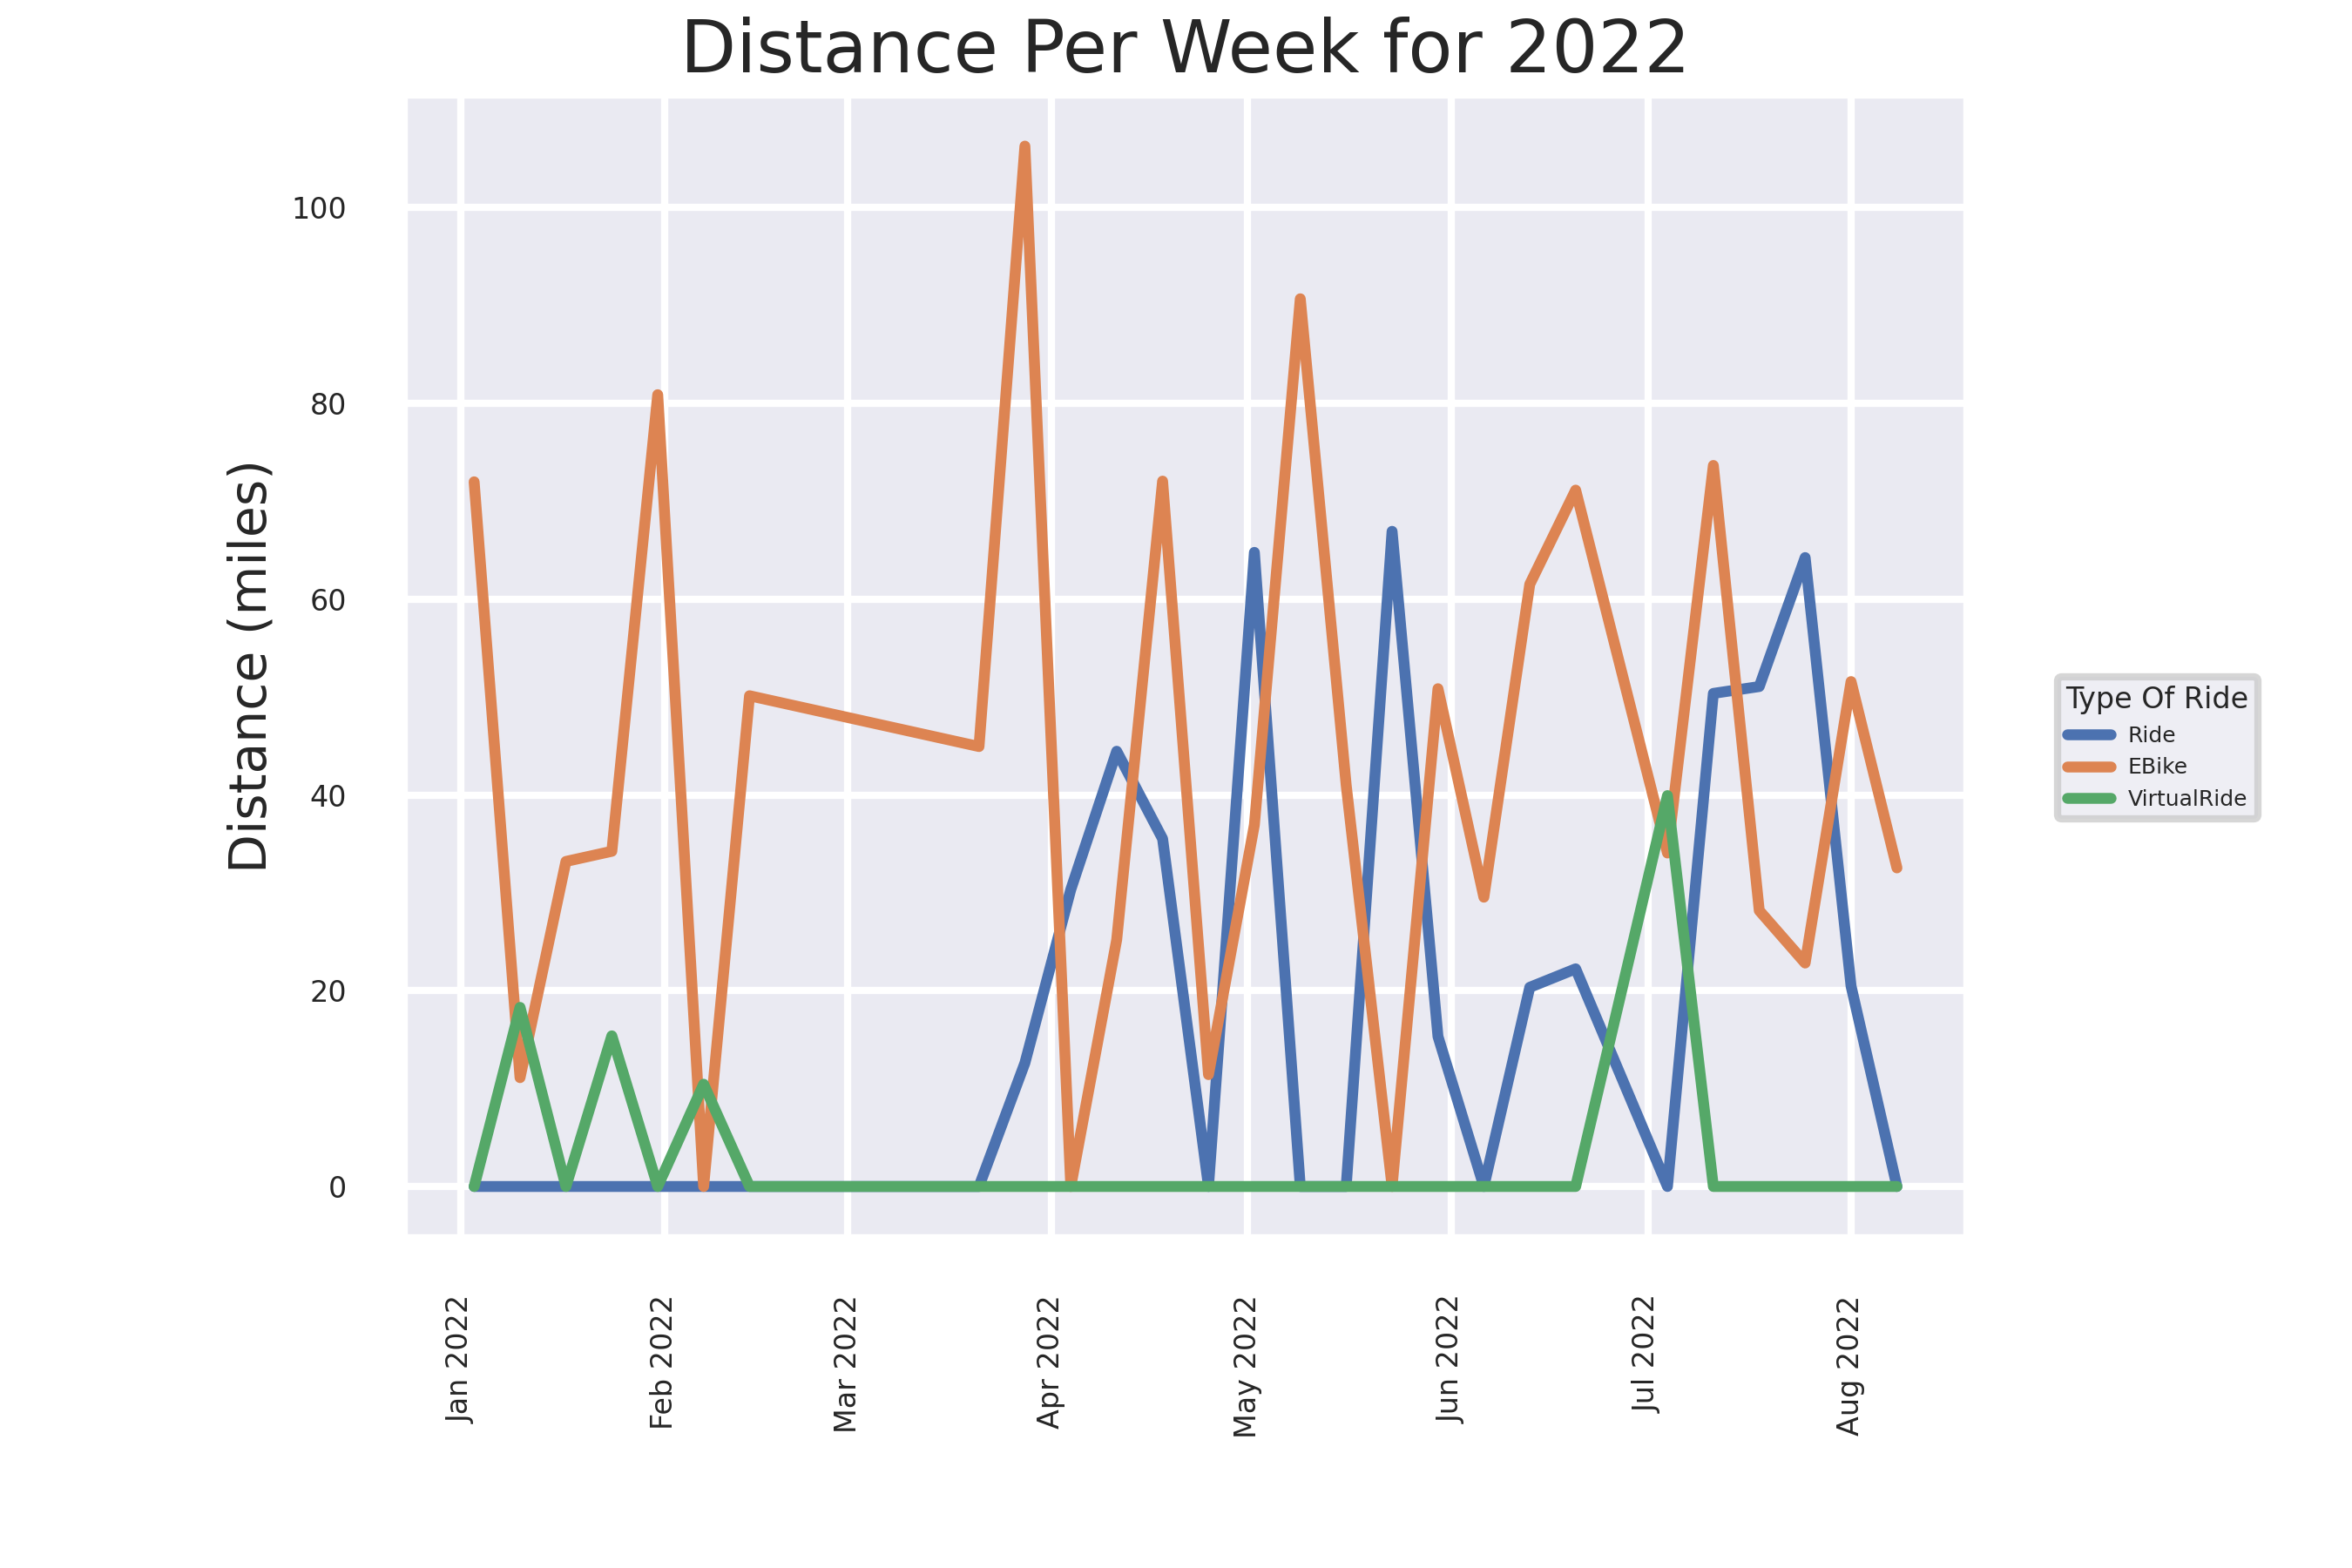 Distance Per Week for 2022
Distance (miles)
100
80
60
40
20
0
Jan 2022
Feb 2022
Mar 2022
Apr 2022
May 2022
Jun 2022
Jul 2022
Aug 2022
Type Of Ride
Ride
EBike
VirtualRide